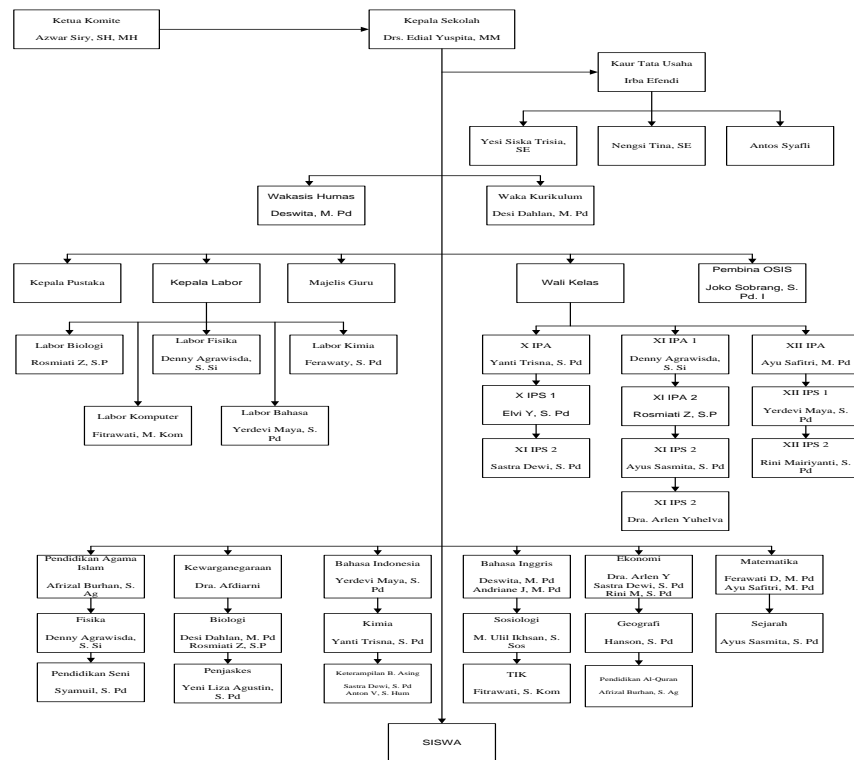 Ketua Komite
Azwar Siry, SH, MH
Kepala Sekolah
Drs. Edial Yuspita, MM
Kaur Tata Usaha
Irba Efendi
Yesi Siska Trisia,
SE
Nengsi Tina, SE
Antos Syafli
Wakasis Humas
Deswita, M. Pd
Waka Kurikulum
Desi Dahlan, M. Pd
Kepala Pustaka
Kepala Labor
Majelis Guru
Wali Kelas
Pembina OSIS
Joko Sobrang, S.
Pd. I
Labor Biologi
Rosmiati Z, S.P
Labor Fisika
Denny Agrawisda,
S. Si
Labor Kimia
Ferawaty, S. Pd
Labor Komputer
Fitrawati, M. Kom
Labor Bahasa
Yerdevi Maya, S.
Pd
X IPA
Yanti Trisna, S. Pd
XI IPA 1
Denny Agrawisda,
S. Si
XII IPA
Ayu Safitri, M. Pd
X IPS 1
Elvi Y, S. Pd
XI IPA 2
Rosmiati Z, S.P
XII IPS 1
Yerdevi Maya, S.
Pd
XI IPS 2
Sastra Dewi, S. Pd
XI IPS 2
Ayus Sasmita, S. Pd
XII IPS 2
Rini Mairiyanti, S.
Pd
XI IPS 2
Dra. Arlen Yuhelva
Pendidikan Agama
Islam
Afrizal Burhan, S.
Ag
Kewarganegaraan
Dra. Afdiarni
Bahasa Indonesia
Yerdevi Maya, S.
Pd
Bahasa Inggris
Deswita, M. Pd
Andriane J, M. Pd
Ekonomi
Dra. Arlen Y
Sastra Dewi, S. Pd
Rini M, S. Pd
Matematika
Ferawati D, M. Pd
Ayu Safitri, M. Pd
Fisika
Denny Agrawisda,
S. Si
Biologi
Desi Dahlan, M. Pd
Rosmiati Z, S.P
Kimia
Yanti Trisna, S. Pd
Sosiologi
M. Ulil Ikhsan, S.
Sos
Geografi
Hanson, S. Pd
Sejarah
Ayus Sasmita, S. Pd
Pendidikan Seni
Syamuil, S. Pd
Penjaskes
Yeni Liza Agustin,
S. Pd
Keterampilan B. Asing
Sastra Dewi, S. Pd
Anton V, S. Hum
TIK
Fitrawati, S. Kom
Pendidikan Al-Quran
Afrizal Burhan, S. Ag
SISWA